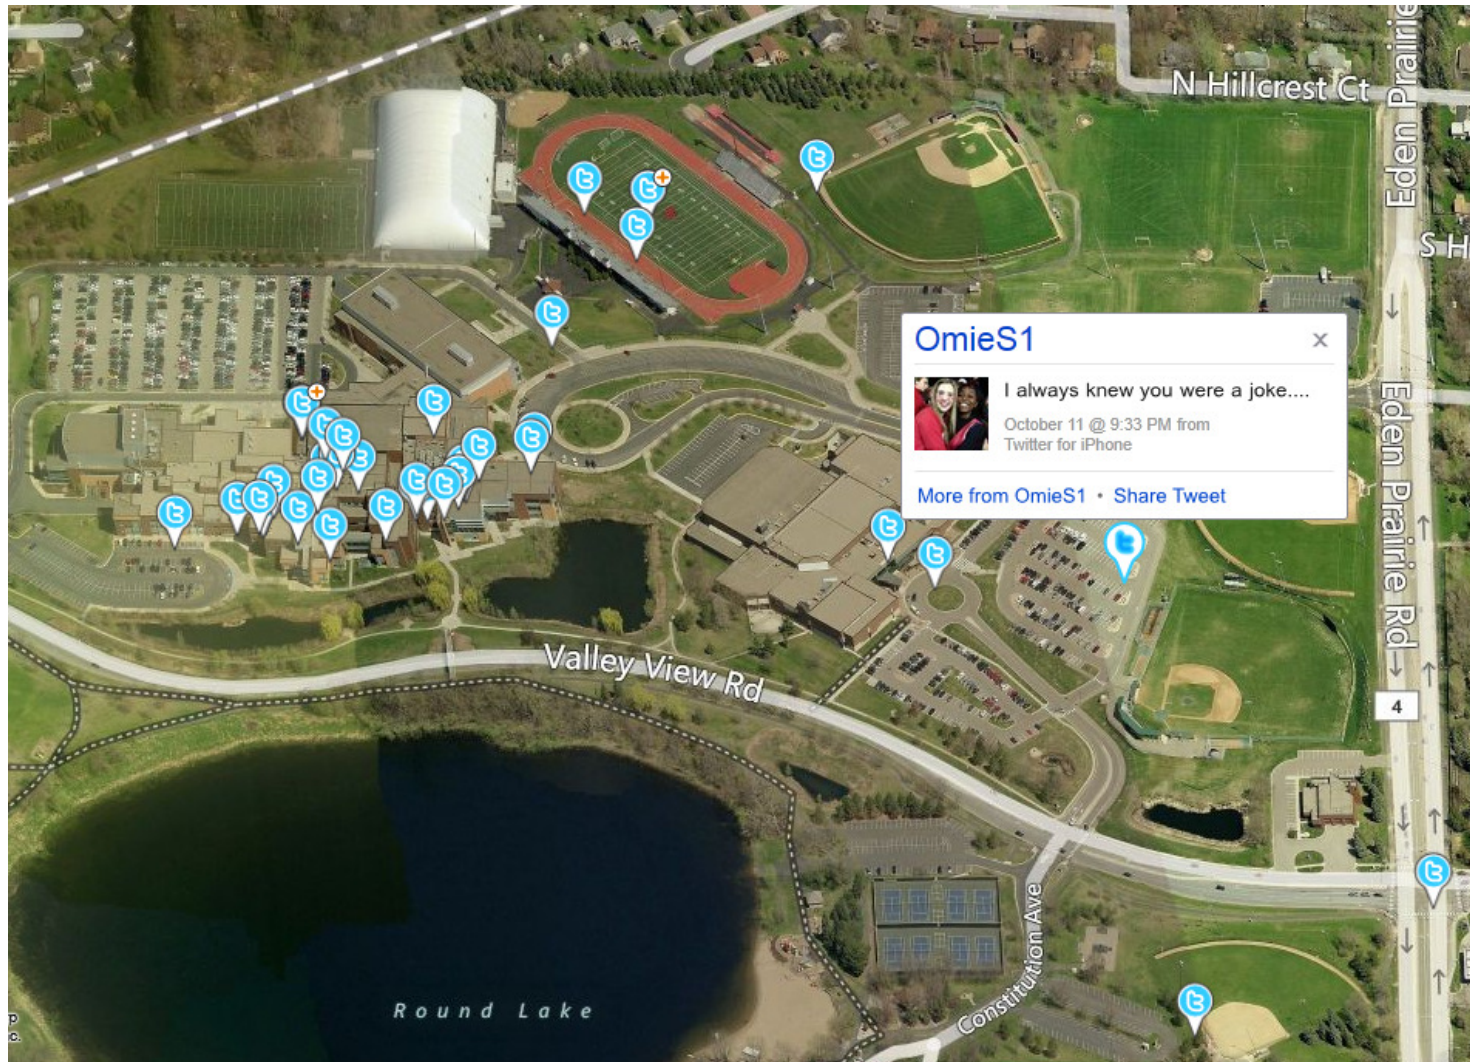 N Hillcrest Ct
Eden Prairie
S H
OmieS1
I always knew you were a joke....
October 11 @ 9:33 PM from
Twitter for iPhone
More from OmieS1 • Share Tweet
Eden Prairie Rd
Valley View Rd
4
Constitution Ave
Round Lake
p
c.